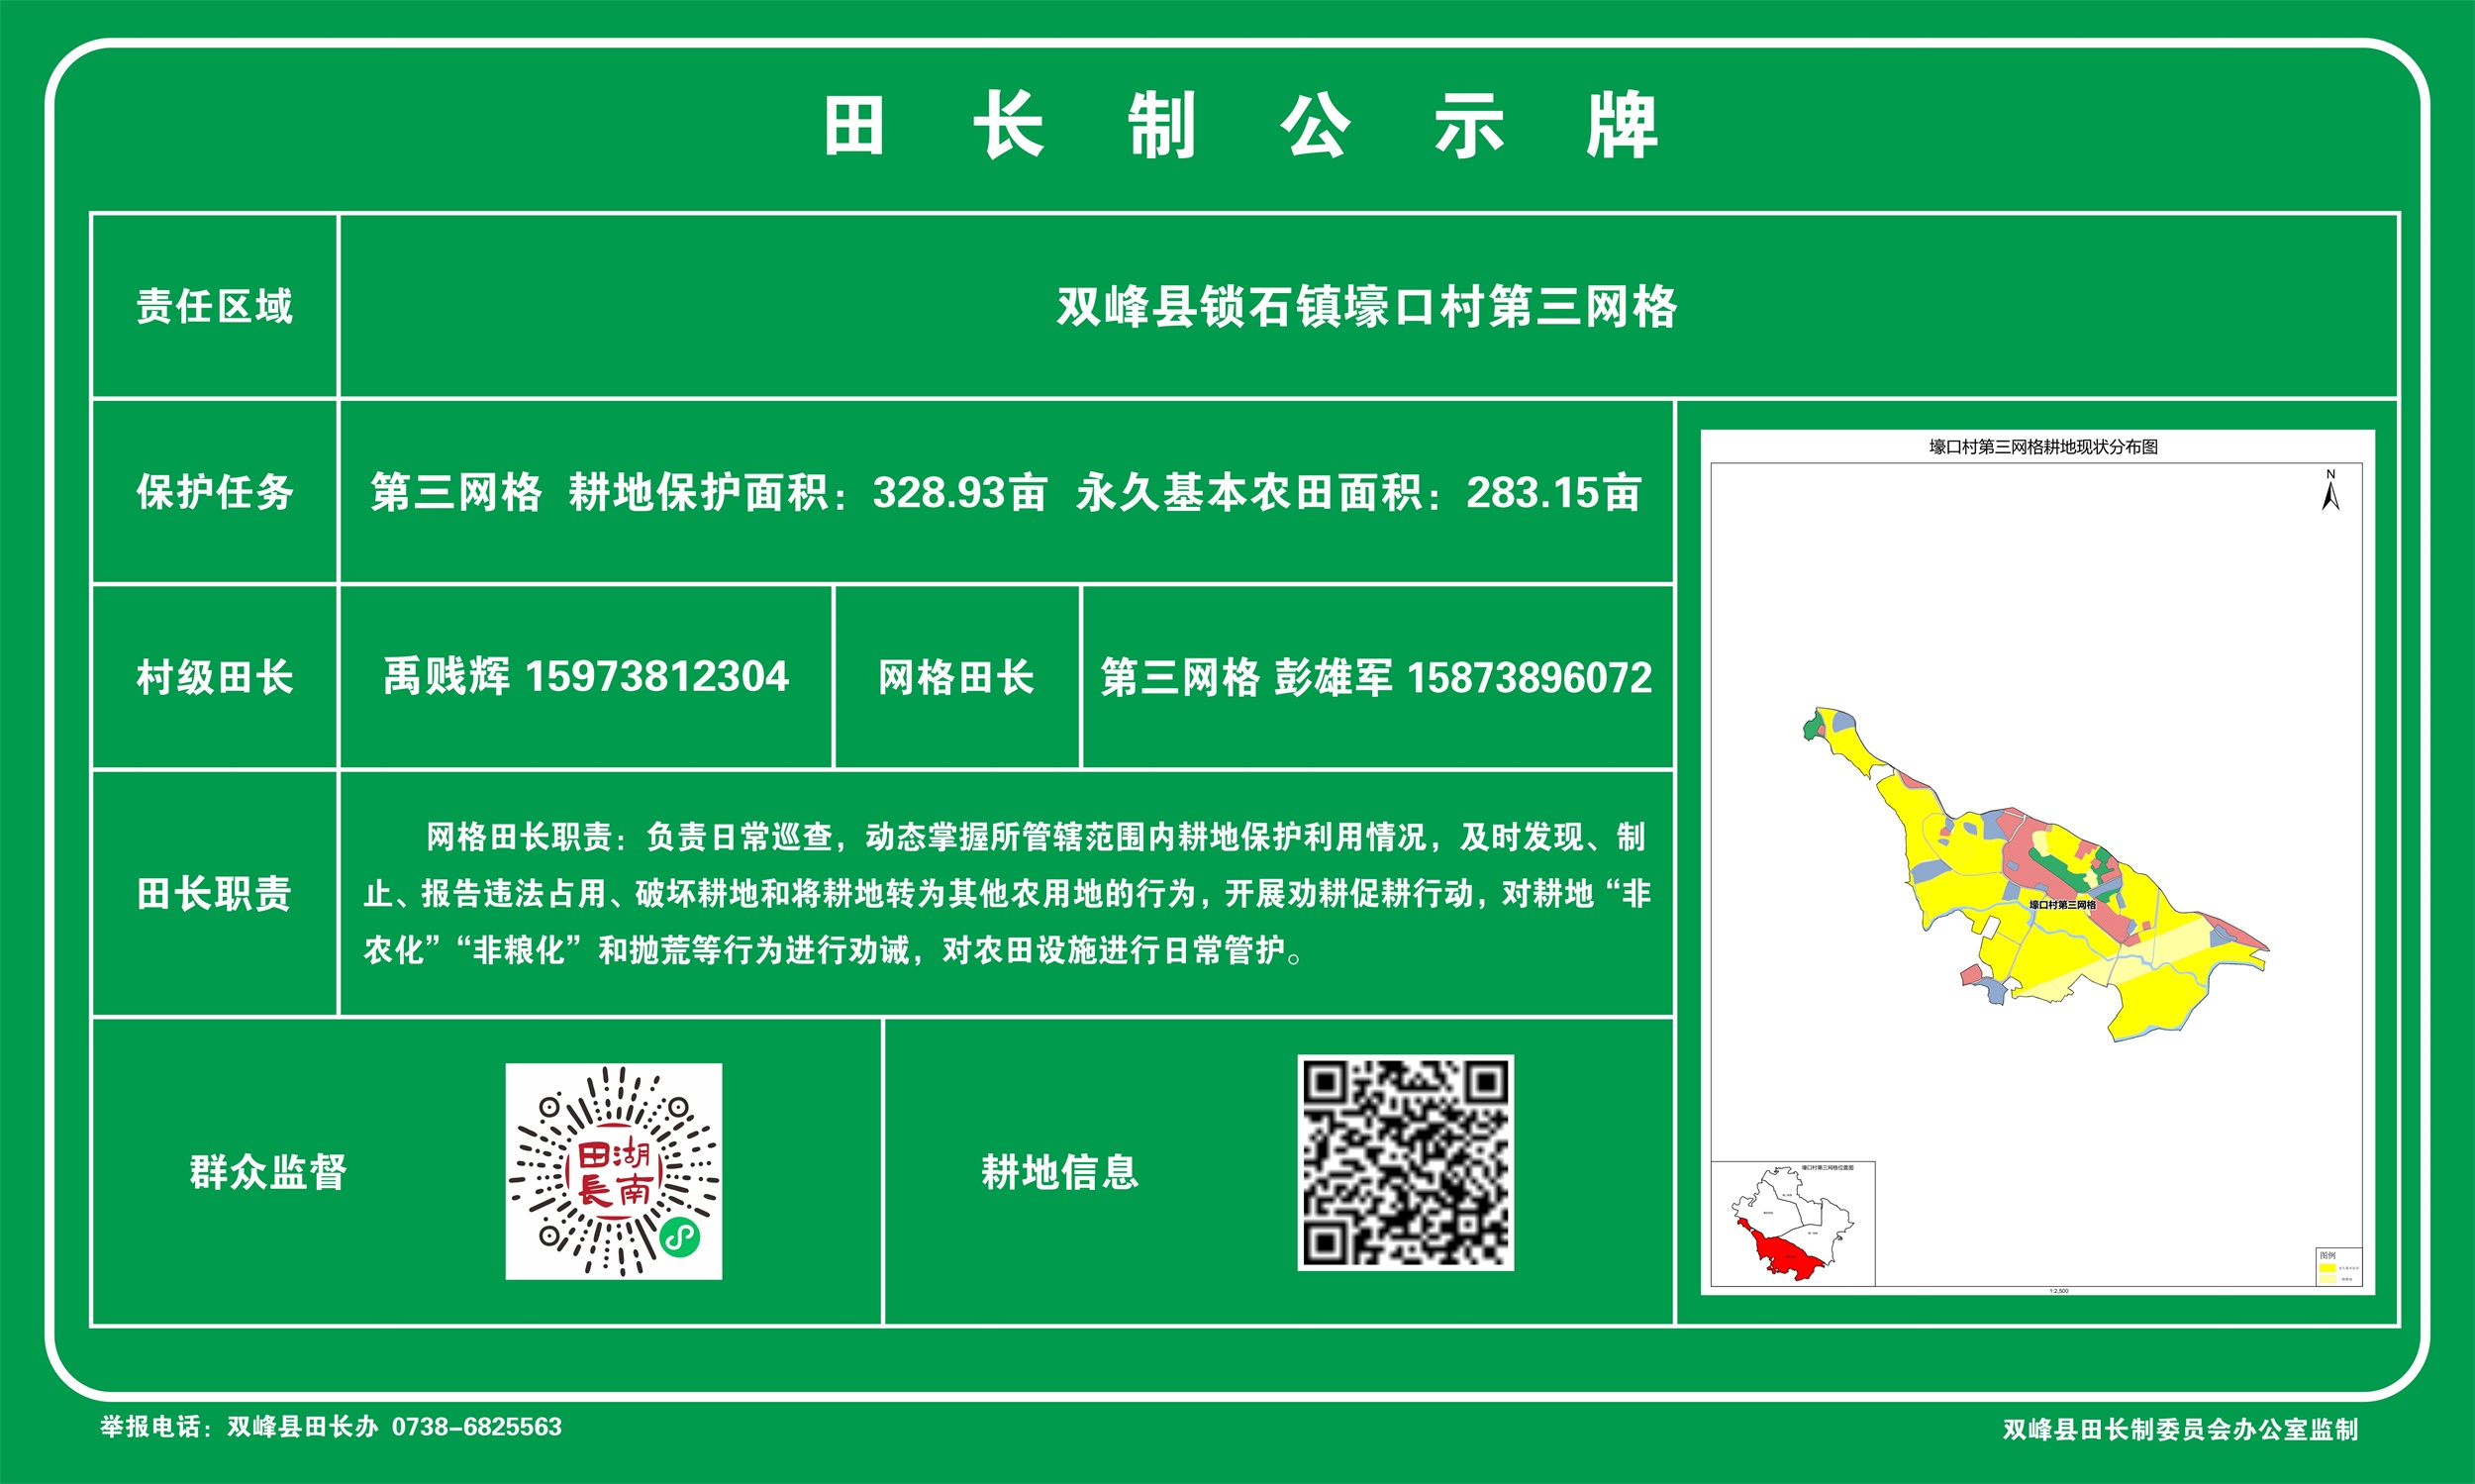 田长制公示牌
责任区域
双峰县锁石镇壕口村第三网格
保护任务
第三网格 耕地保护面积：328.93亩 永久基本农田面积：283.15亩
村级田长
禹贱辉 15973812304
网格田长
第三网格 彭雄军 15873896072
田长职责
网格田长职责：负责日常巡查，动态掌握所管辖范围内耕地保护利用情况，及时发现、制
止、报告违法占用、破坏耕地和将耕地转为其他农用地的行为，开展劝耕促耕行动，对耕地“非
农化”“非粮化”和抛荒等行为进行劝诫，对农田设施进行日常管护。
群众监督
湖南
田長
耕地信息
壕口村第三网格耕地现状分布图
N
壕口村第三网格
壕口村第三网格位置图
图例
1:2,500
举报电话：双峰县田长办 0738-6825563
双峰县田长制委员会办公室监制